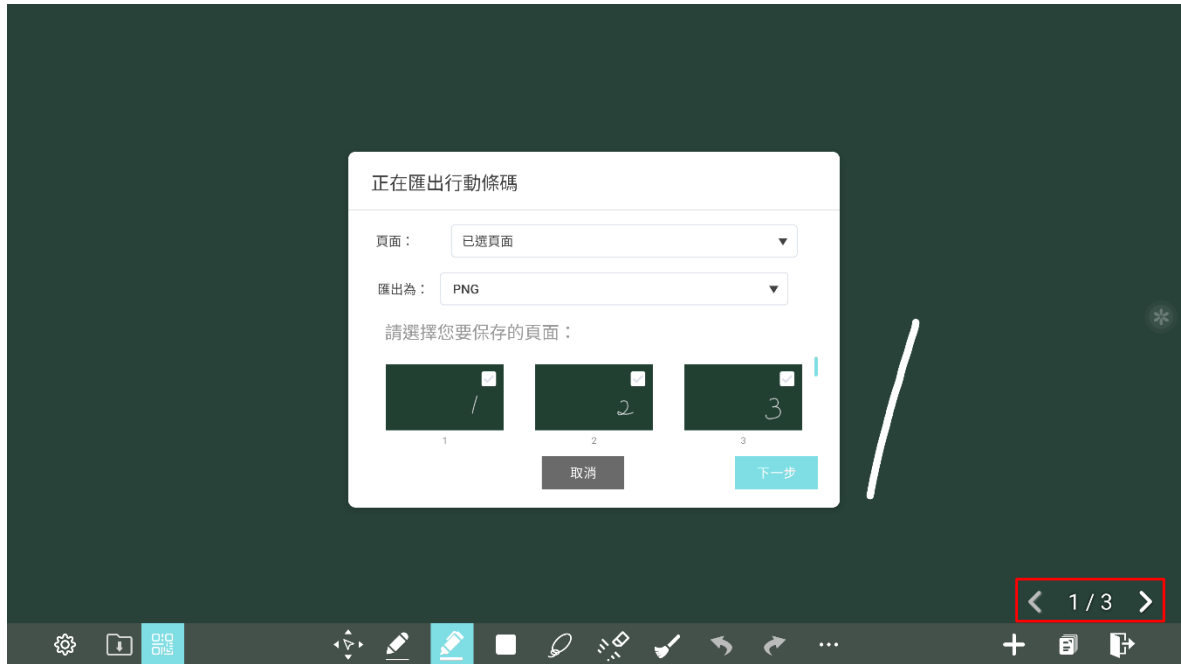 正在匯出行動條碼
頁面： 已選頁面
匯出為： PNG
請選擇您要保存的頁面：
1 2 3
1 2 3
取消 下一步
1 / 3